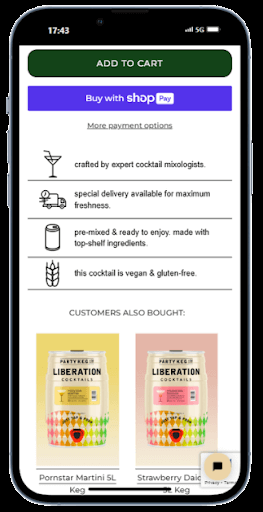 17:43
5G
ADD TO CART
Buy with shop Pay
More payment options
crafted by expert cocktail mixologists.
special delivery available for maximum
freshness.
pre-mixed & ready to enjoy. made with
top-shelf ingredients.
this cocktail is vegan & gluten-free.
CUSTOMERS ALSO BOUGHT:
PARTY KEG
LIBERATION
COCKTAILS
PARTY KEG
LIBERATION
COCKTAILS
Pornstar Martini 5L
Keg
Strawberry Dai
5L Keg
Privacy - Terms